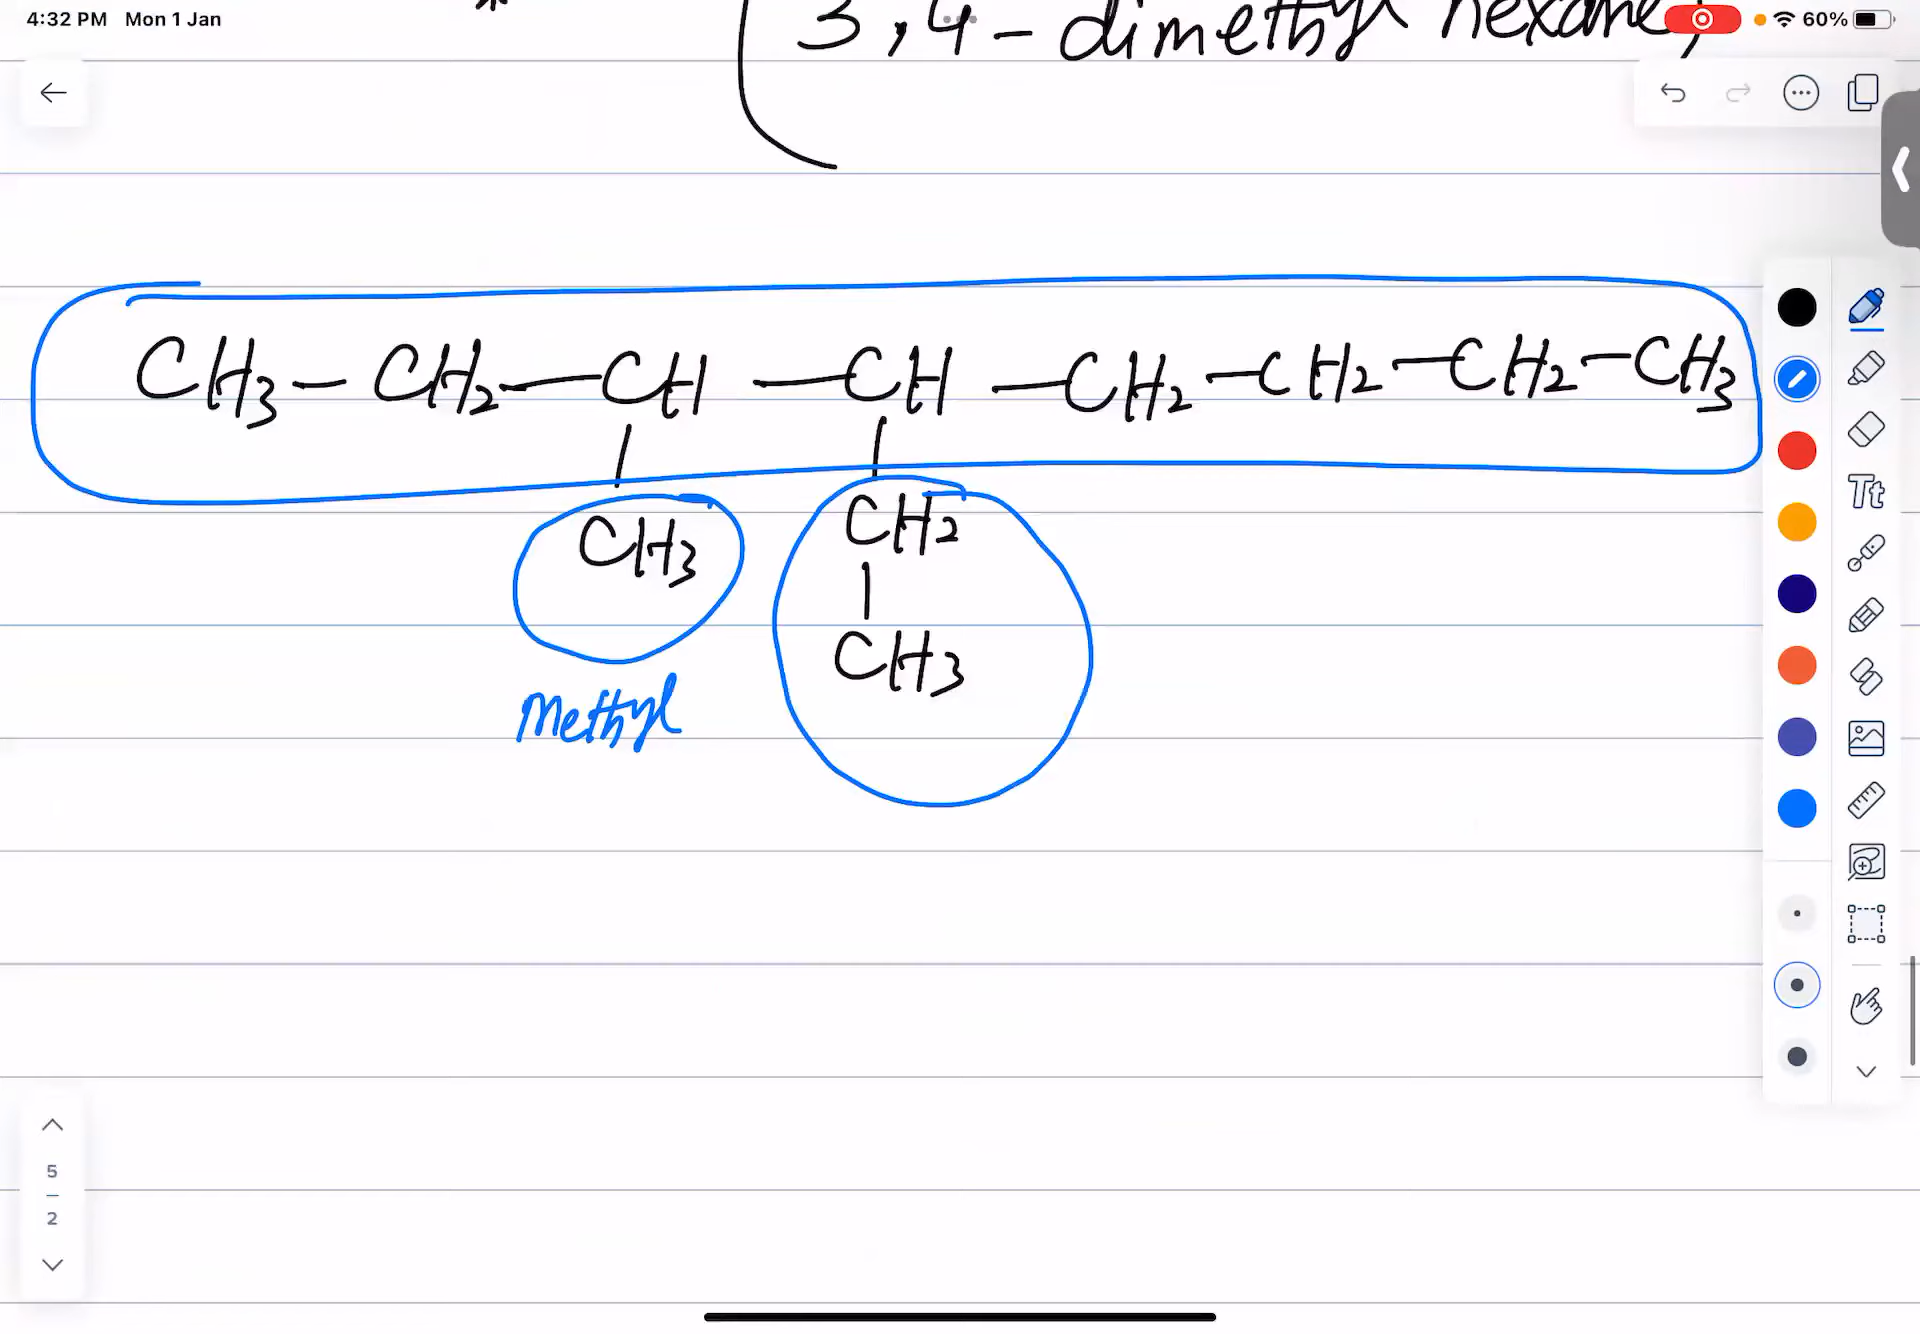 4:32 PM Mon 1 Jan
60%
3,4-dimethyl hexane
CH3-CH2-CH-CH-CH2-CH2-CH2-CH3
CH3
CH2
CH3
Methyl
Tt
5
2